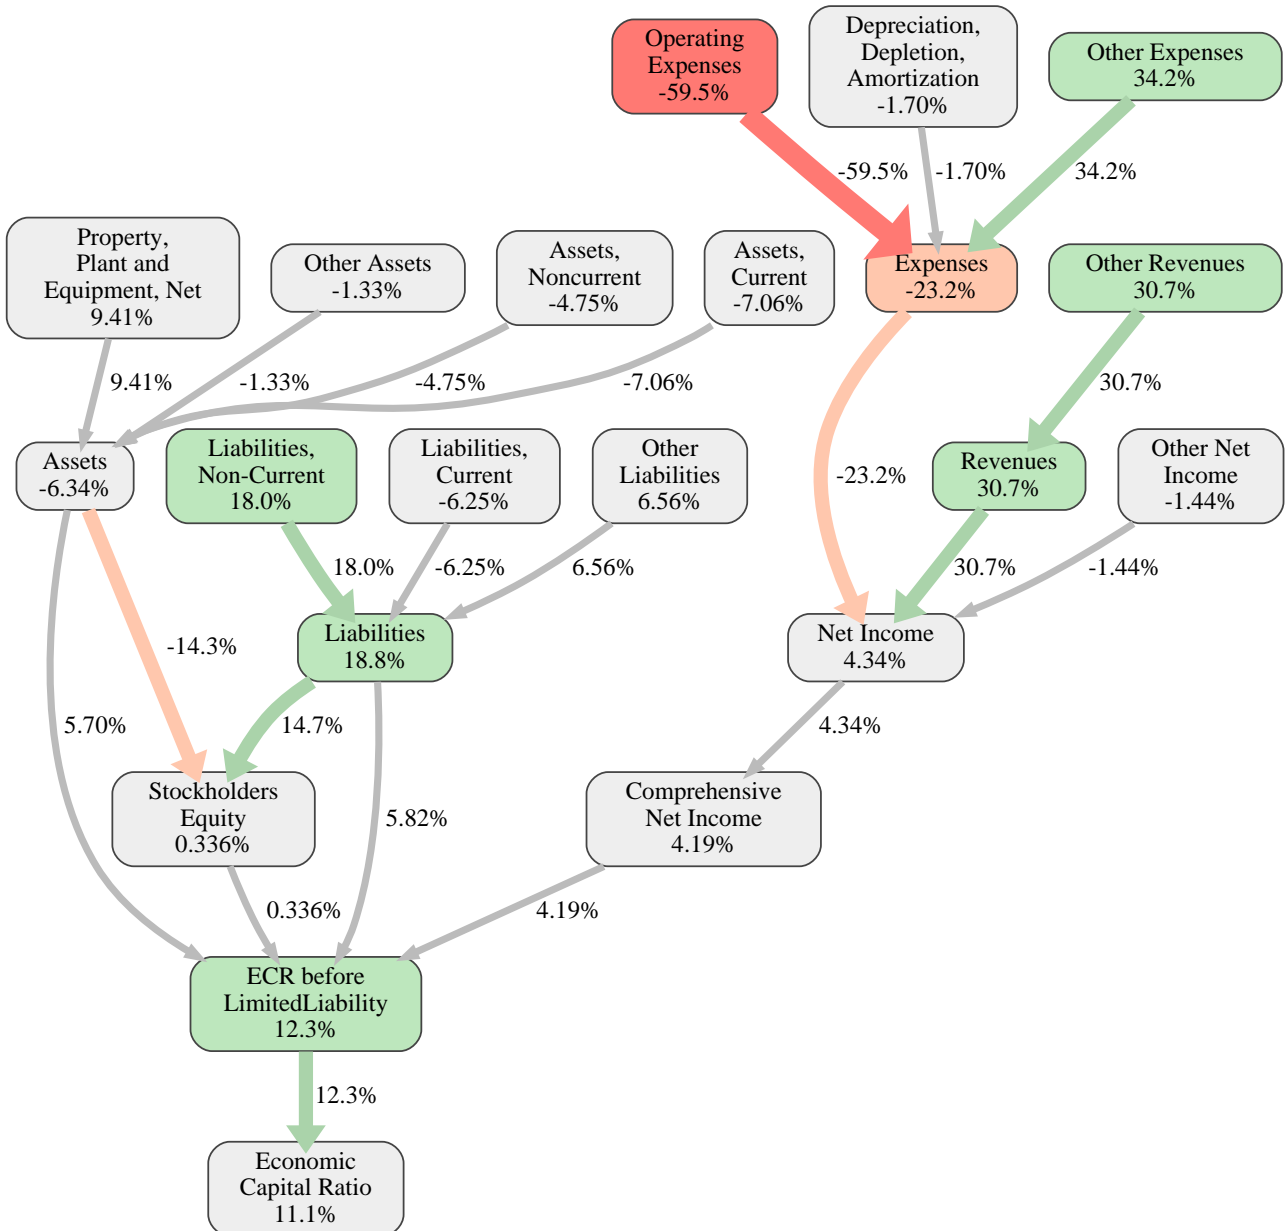 Operating
Expenses
-59.5%
Depreciation,
Depletion,
Amortization
-1.70%
Other Expenses
34.2%
-59.5%
-1.70%
34.2%
Property,
Plant and
Equipment, Net
9.41%
Other Assets
-1.33%
Assets,
Noncurrent
-4.75%
Assets,
Current
-7.06%
Expenses
-23.2%
Other Revenues
30.7%
9.41%
-1.33%
-4.75%
-7.06%
30.7%
Assets
-6.34%
Liabilities,
Non-Current
18.0%
Liabilities,
Current
-6.25%
Other
Liabilities
6.56%
-23.2%
Revenues
30.7%
Other Net
Income
-1.44%
18.0%
-6.25%
6.56%
30.7%
-1.44%
-14.3%
Liabilities
18.8%
Net Income
4.34%
5.70%
14.7%
4.34%
Stockholders
Equity
0.336%
5.82%
Comprehensive
Net Income
4.19%
0.336%
4.19%
ECR before
LimitedLiability
12.3%
12.3%
Economic
Capital Ratio
11.1%